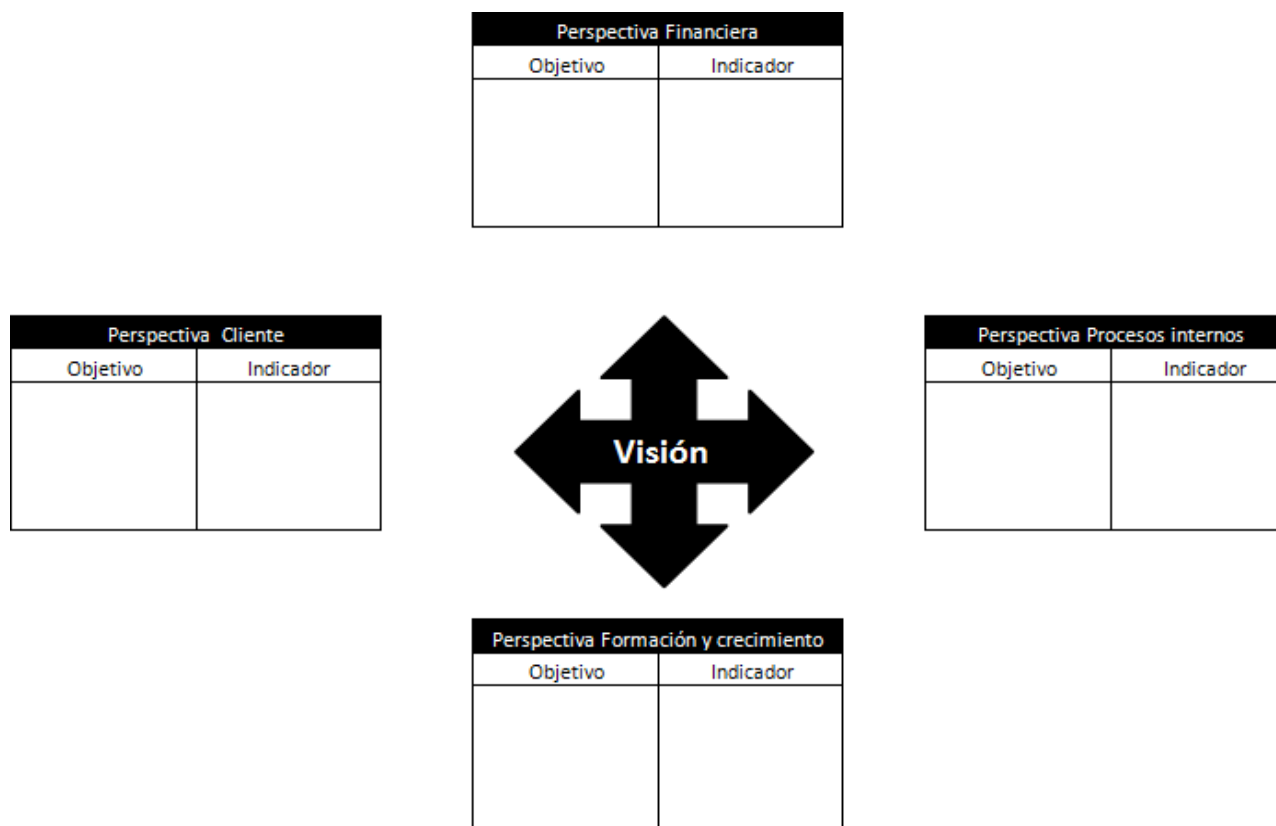 Perspectiva Financiera
Objetivo Indicador
Perspectiva Cliente
Objetivo Indicador
Visión
Perspectiva Procesos internos
Objetivo Indicador
Perspectiva Formación y crecimiento
Objetivo Indicador